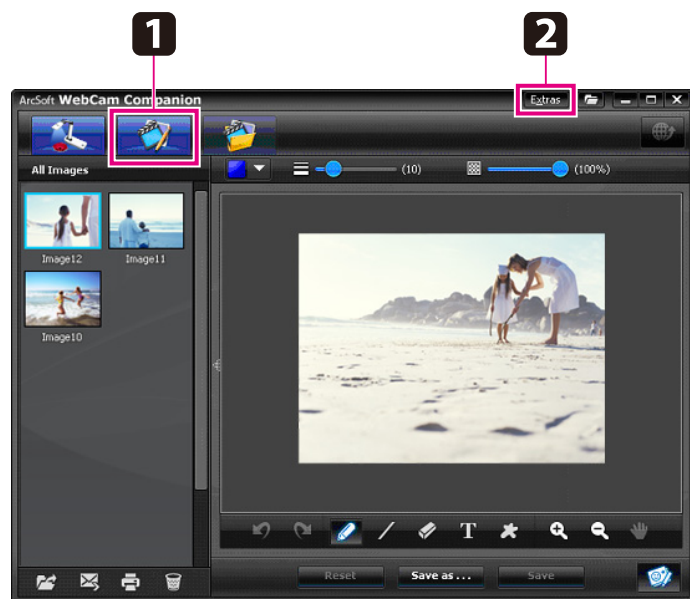 1
2
ArcSoft WebCam Companion
Extras
All Images
(10)
(100%)
Image12
Image11
Image10
T
Reset
Save as ...
Save